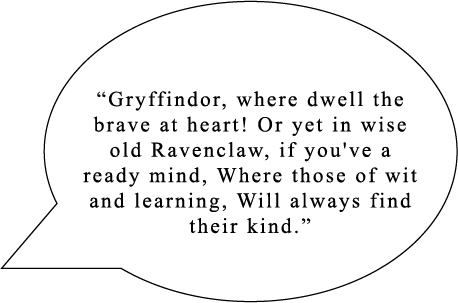 “Gryffindor, where dwell the
brave at heart! Or yet in wise
old Ravenclaw, if you've a
ready mind, Where those of wit
and learning, Will always find
their kind.”